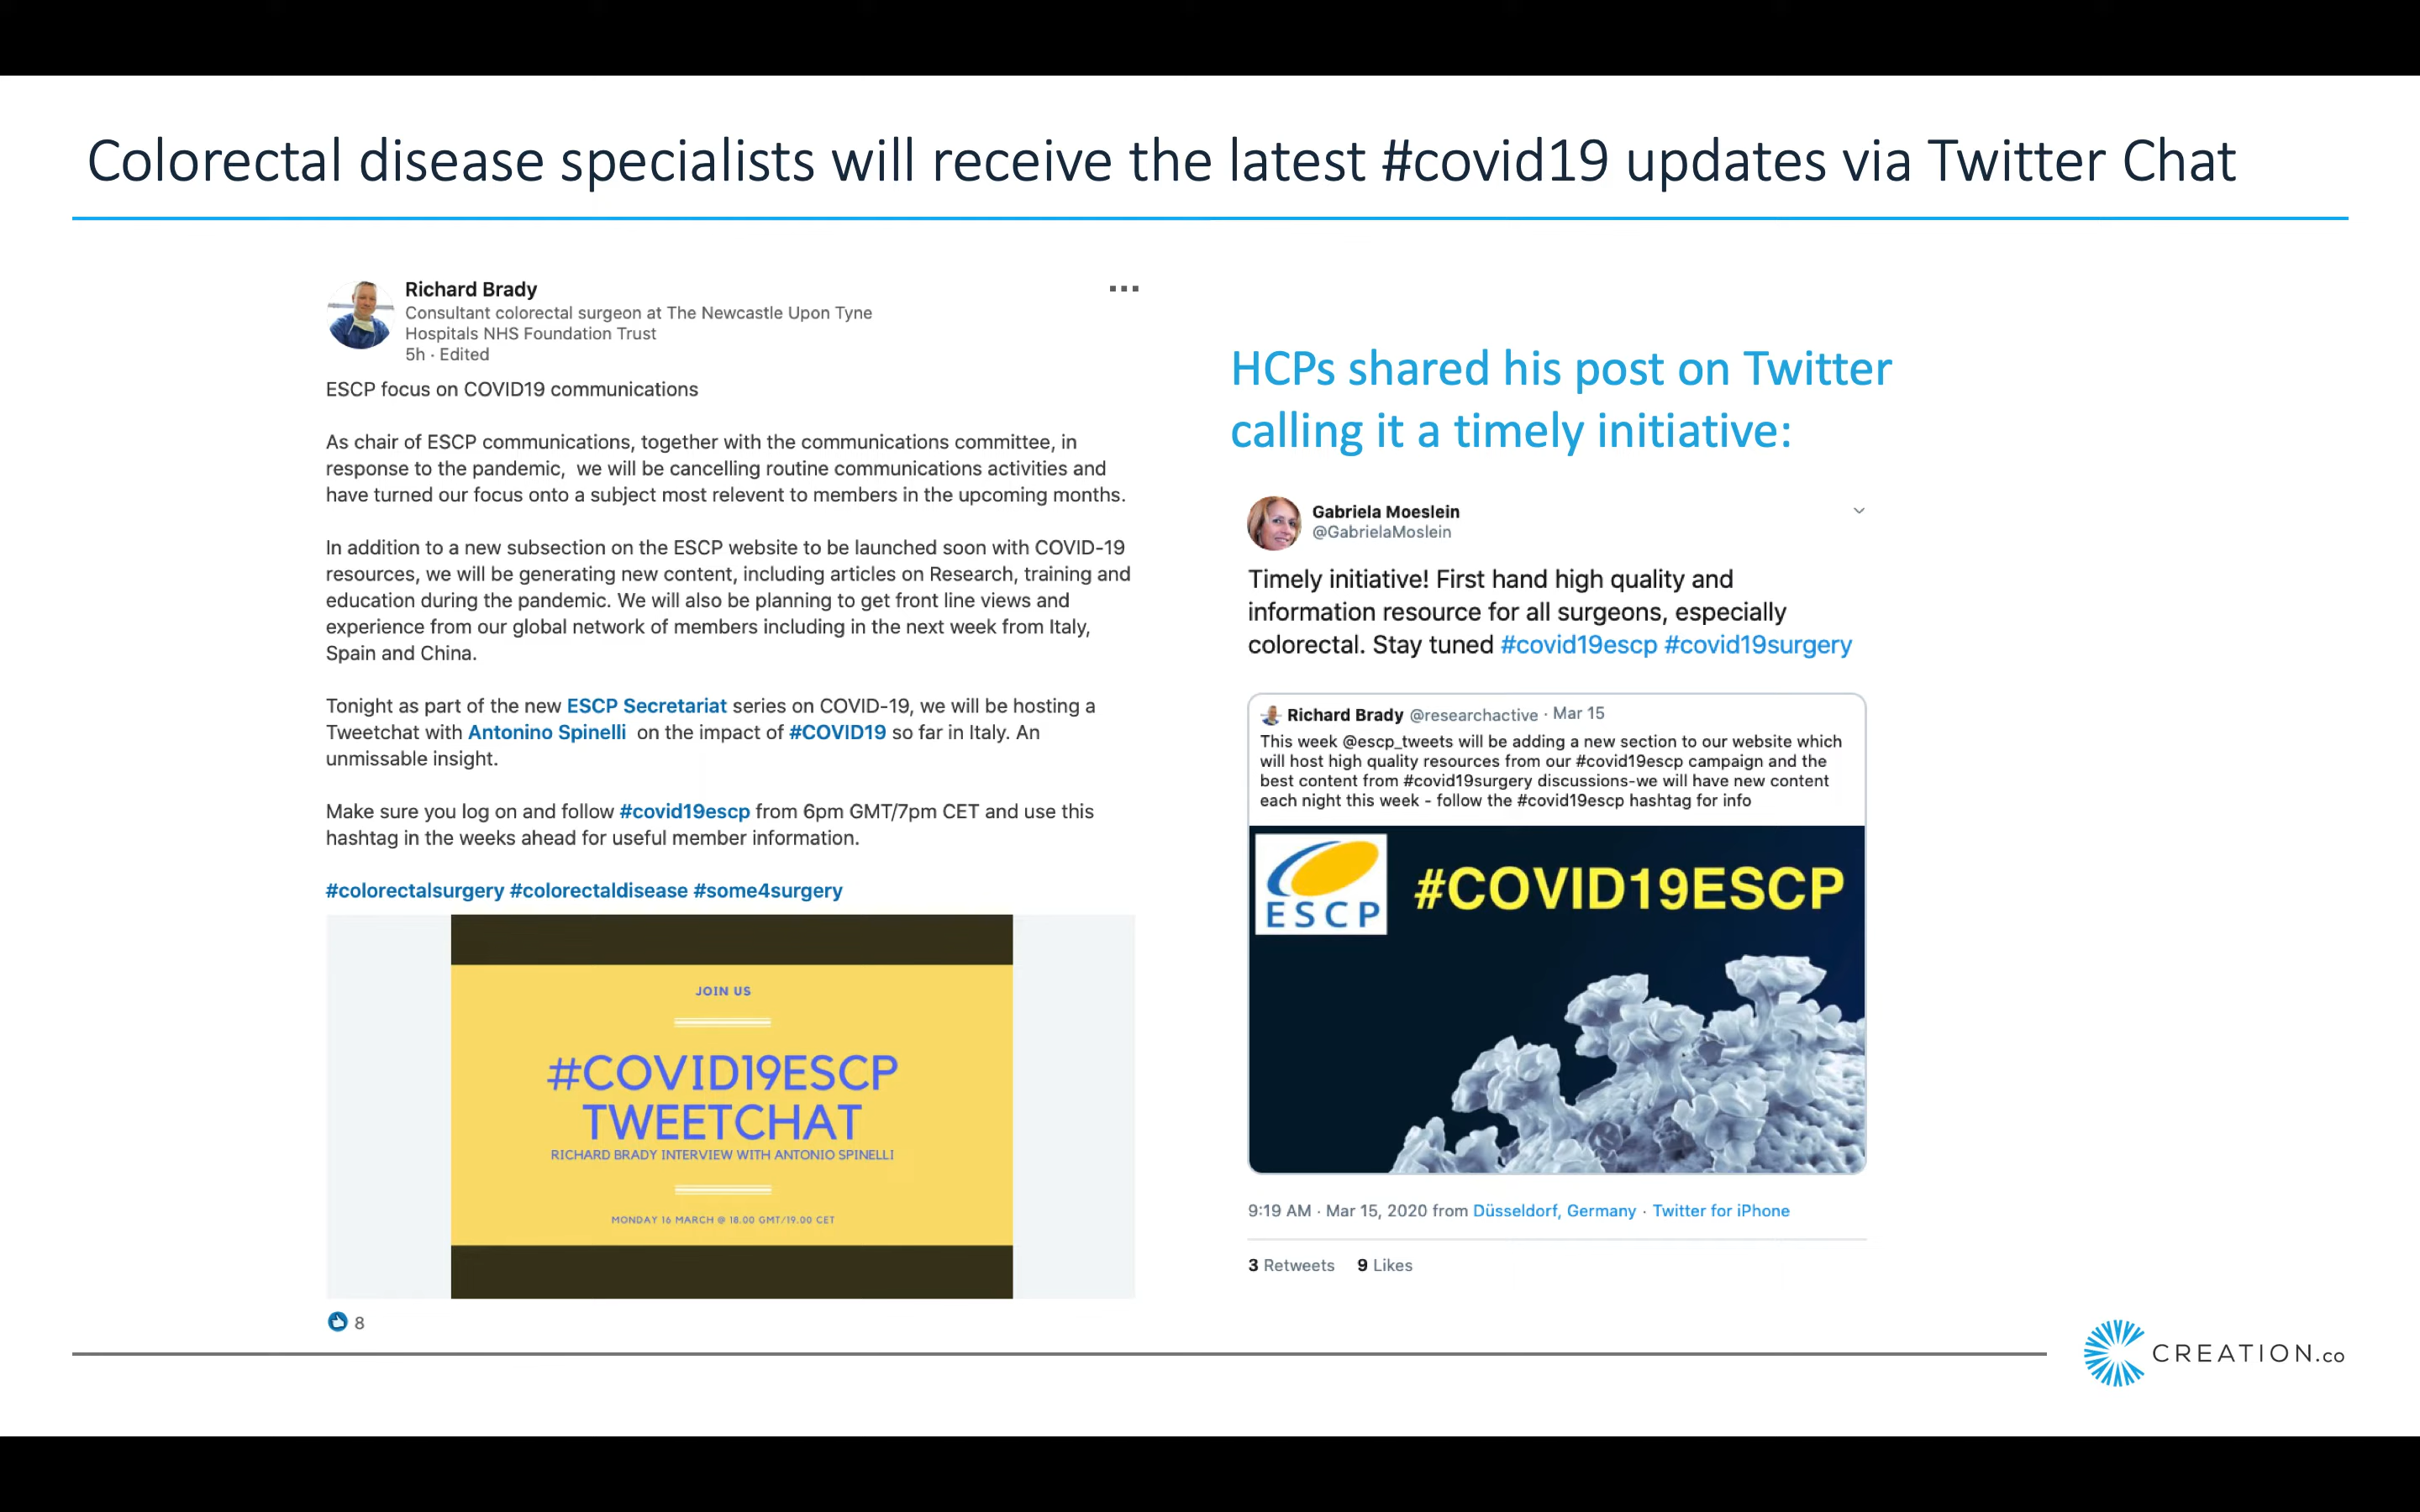 Colorectal disease specialists will receive the latest #covid19 updates via Twitter Chat
Richard Brady
Consultant colorectal surgeon at The Newcastle Upon Tyne
Hospitals NHS Foundation Trust
5h · Edited
ESCP focus on COVID19 communications
As chair of ESCP communications, together with the communications committee, in
response to the pandemic,  we will be cancelling routine communications activities and
have turned our focus onto a subject most relevent to members in the upcoming months.
In addition to a new subsection on the ESCP website to be launched soon with COVID-19
resources, we will be generating new content, including articles on Research, training and
education during the pandemic. We will also be planning to get front line views and
experience from our global network of members including in the next week from Italy,
Spain and China.
Tonight as part of the new ESCP Secretariat series on COVID-19, we will be hosting a
Tweetchat with Antonino Spinelli  on the impact of #COVID19 so far in Italy. An
unmissable insight.
Make sure you log on and follow #covid19escp from 6pm GMT/7pm CET and use this
hashtag in the weeks ahead for useful member information.
#colorectalsurgery #colorectaldisease #some4surgery
JOIN US
#COVID19ESCP
TWEETCHAT
RICHARD BRADY INTERVIEW WITH ANTONIO SPINELLI
MONDAY 16 MARCH @ 18.00 GMT/19.00 CET
8
HCPs shared his post on Twitter
calling it a timely initiative:
Gabriela Moeslein
@GabrielaMoslein
Timely initiative! First hand high quality and
information resource for all surgeons, especially
colorectal. Stay tuned #covid19escp #covid19surgery
Richard Brady @researchactive · Mar 15
This week @escp_tweets will be adding a new section to our website which
will host high quality resources from our #covid19escp campaign and the
best content from #covid19surgery discussions-we will have new content
each night this week - follow the #covid19escp hashtag for info
ESCP
#COVID19ESCP
9:19 AM · Mar 15, 2020 from Düsseldorf, Germany · Twitter for iPhone
3 Retweets 9 Likes
CREATION.co